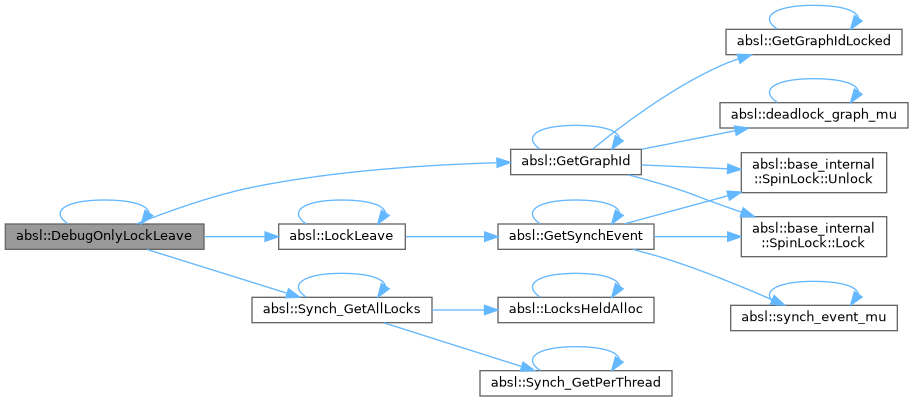 absl::GetGraphIdLocked
absl::deadlock_graph_mu
absl::GetGraphId
absl::base_internal
::SpinLock::Unlock
absl::DebugOnlyLockLeave
absl::LockLeave
absl::GetSynchEvent
absl::base_internal
::SpinLock::Lock
absl::Synch_GetAllLocks
absl::LocksHeldAlloc
absl::synch_event_mu
absl::Synch_GetPerThread